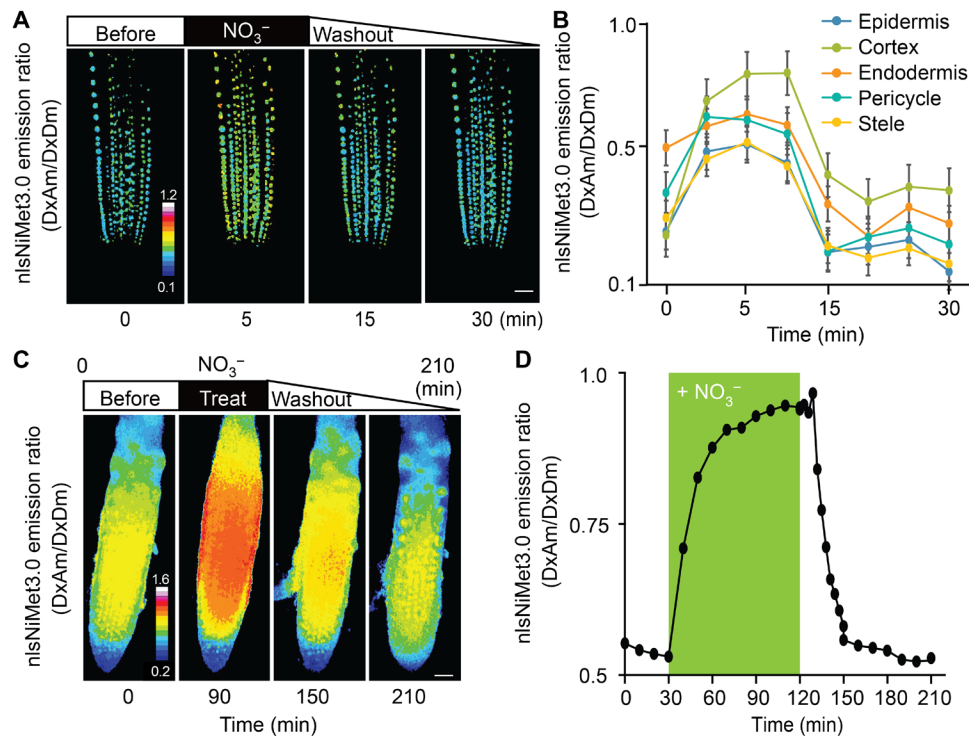 A
Before
NO₃⁻
Washout
nlsNiMet3.0 emission ratio
(DxAm/DxDm)
1.2
0.1
0
5
15
30 (min)
B
nlsNiMet3.0 emission ratio
(DxAm/DxDm)
1.0
0.5
0.1
Epidermis
Cortex
Endodermis
Pericycle
Stele
0
5
15
30
Time (min)
C
0
NO₃⁻
210
(min)
Before
Treat
Washout
nlsNiMet3.0 emission ratio
(DxAm/DxDm)
1.6
0.2
0
90
150
210
Time (min)
D
nlsNiMet3.0 emission ratio
(DxAm/DxDm)
1.0
0.75
0.5
+ NO₃⁻
0 30 60 90 120 150 180 210
Time (min)